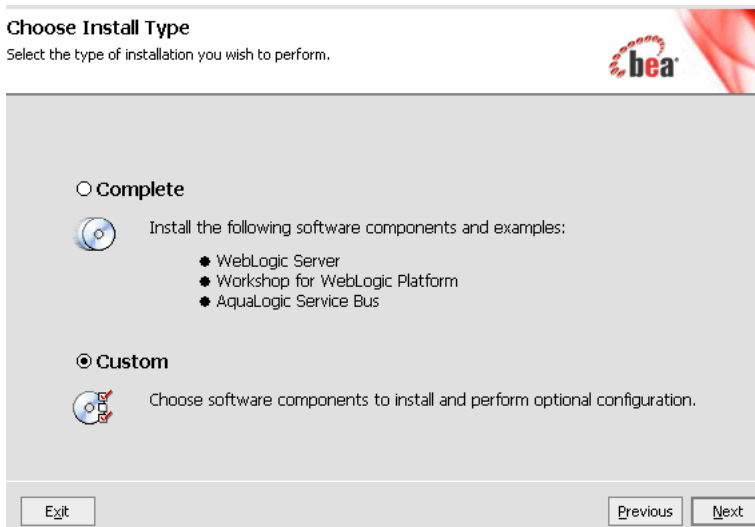 Choose Install Type
Select the type of installation you wish to perform.
bea
Complete
Install the following software components and examples:
WebLogic Server
Workshop for WebLogic Platform
AquaLogic Service Bus
Custom
Choose software components to install and perform optional configuration.
Exit
Previous
Next